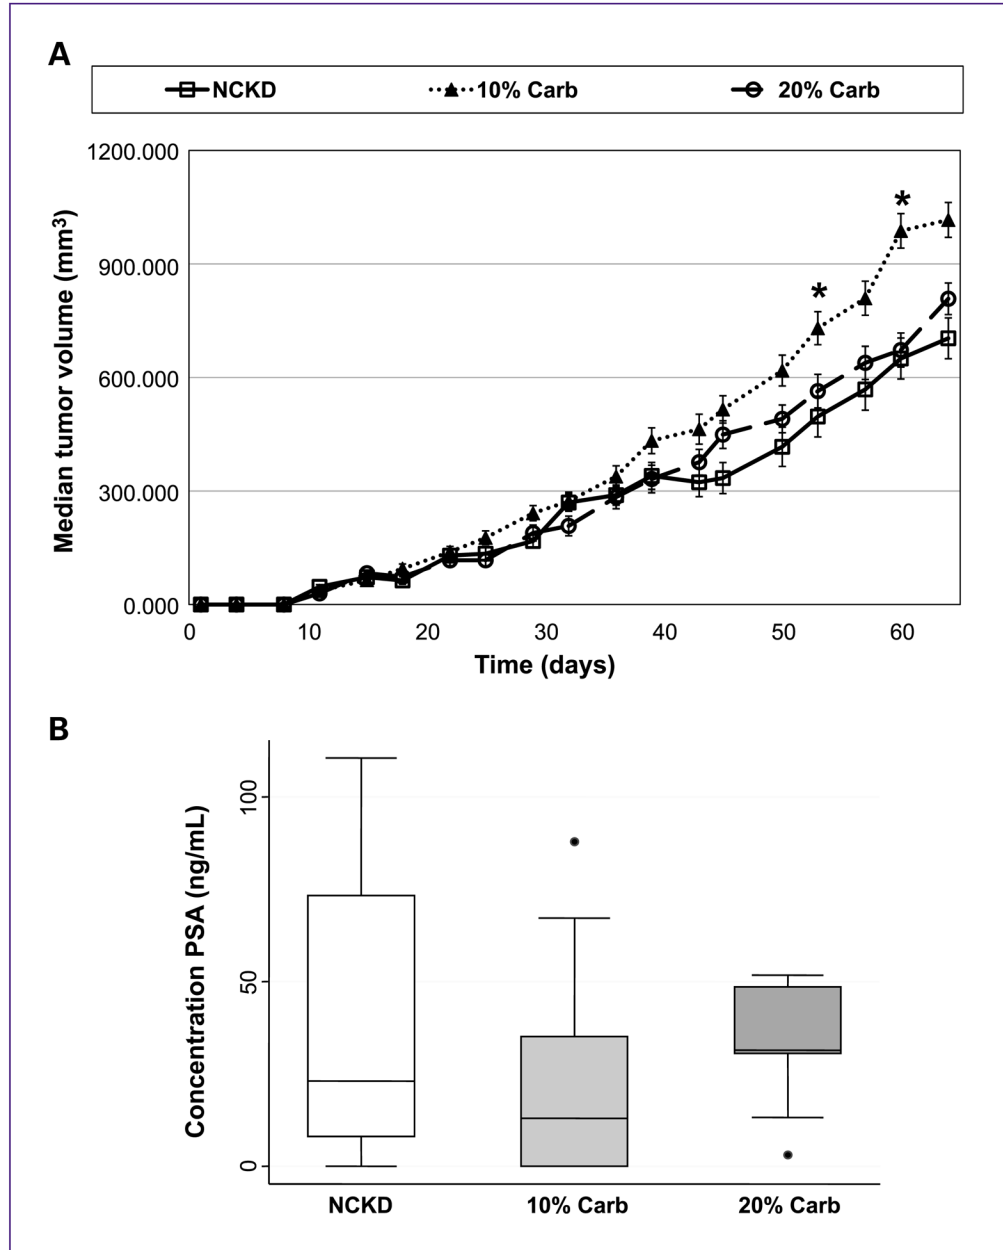 A
NCKD 10% Carb 20% Carb
1200.000
900.000
600.000
300.000
0.000
Median tumor volume (mm³)
*
*
0 10 20 30 40 50 60
Time (days)
B
Concentration PSA (ng/mL)
100
50
0
NCKD 10% Carb 20% Carb